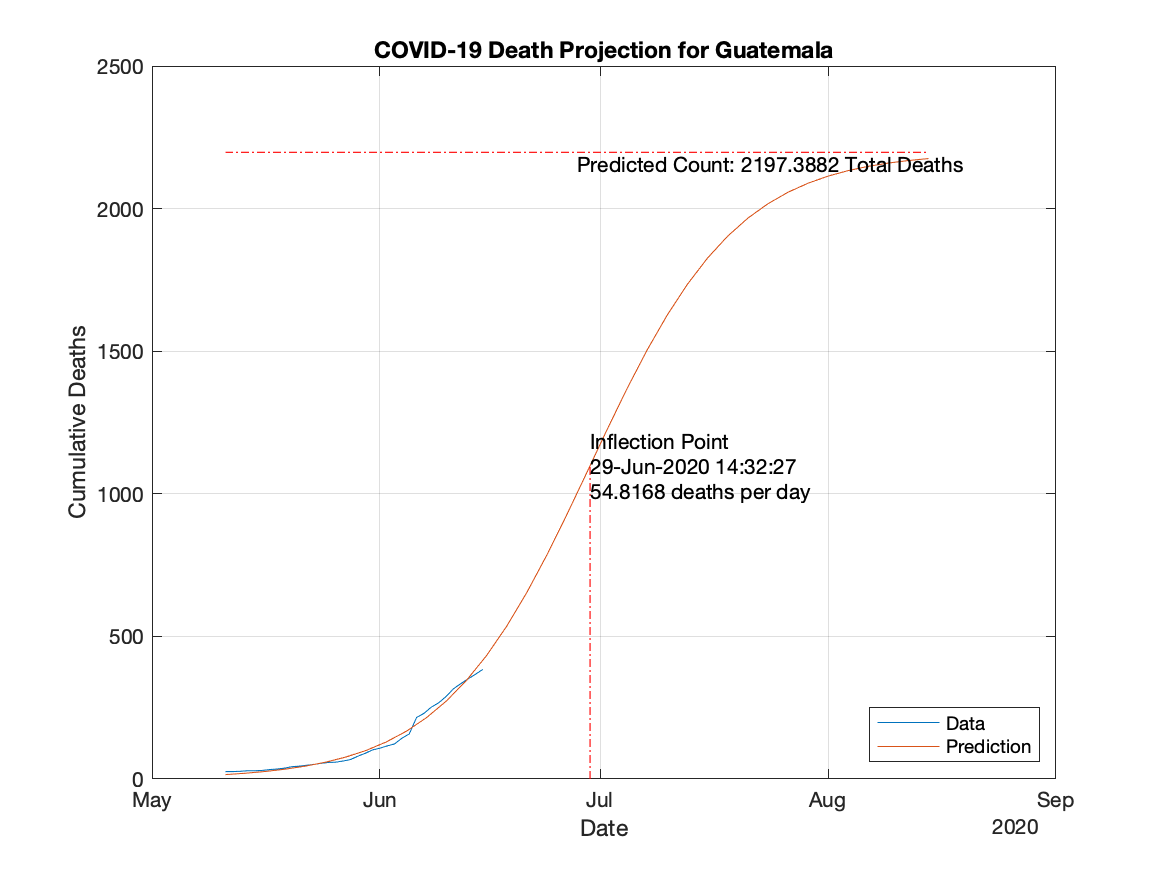 COVID-19 Death Projection for Guatemala
2500
Predicted Count: 2197.3882 Total Deaths
2000
1500
Cumulative Deaths
Inflection Point
29-Jun-2020 14:32:27
54.8168 deaths per day
1000
500
Data
Prediction
0
May Jun Jul Aug Sep
Date
2020